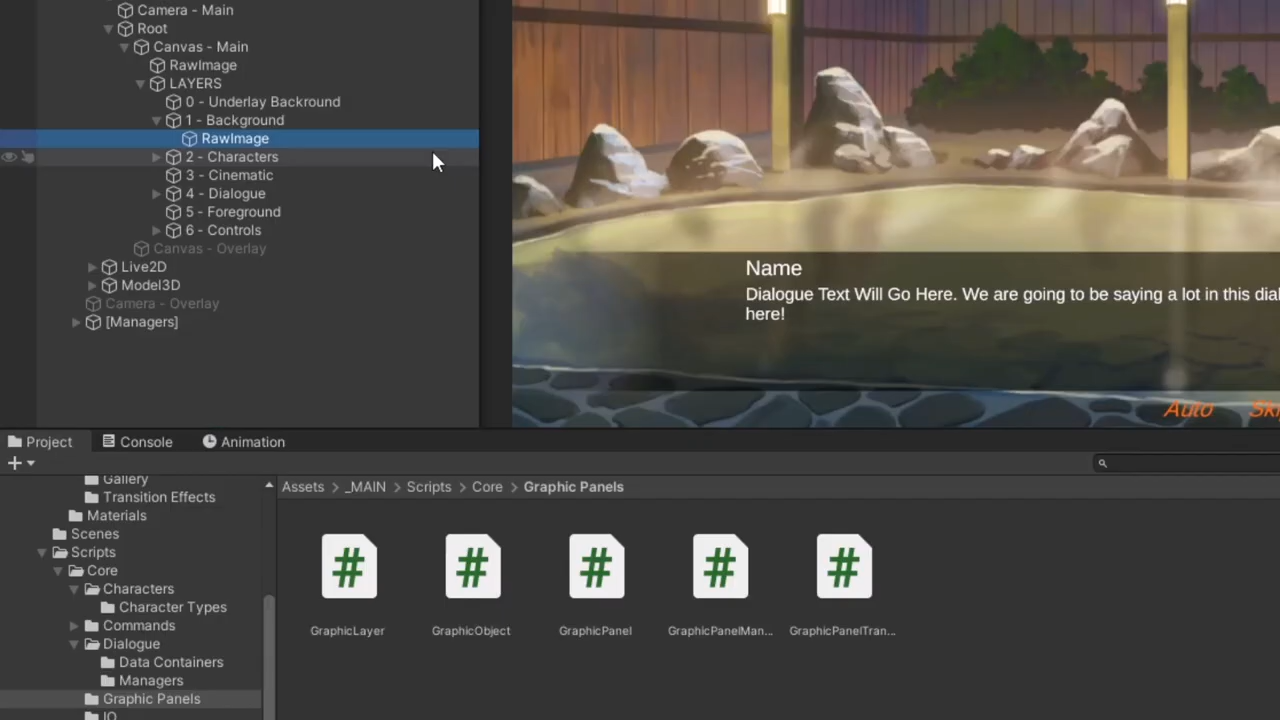 Camera - Main
Root
Canvas - Main
RawImage
LAYERS
0 - Underlay Backround
1 - Background
RawImage
2 - Characters
3 - Cinematic
4 - Dialogue
5 - Foreground
6 - Controls
Canvas - Overlay
Live2D
Model3D
Camera - Overlay
[Managers]
Name
Dialogue Text Will Go Here. We are going to be saying a lot in this
here!
Auto
Project
Console
Animation
Gallery
Transition Effects
Materials
Scenes
Scripts
Core
Characters
Character Types
Commands
Dialogue
Data Containers
Managers
Graphic Panels
IO
Assets > _MAIN > Scripts > Core > Graphic Panels
GraphicLayer
GraphicObject
GraphicPanel
GraphicPanelMan...
GraphicPanelTran...